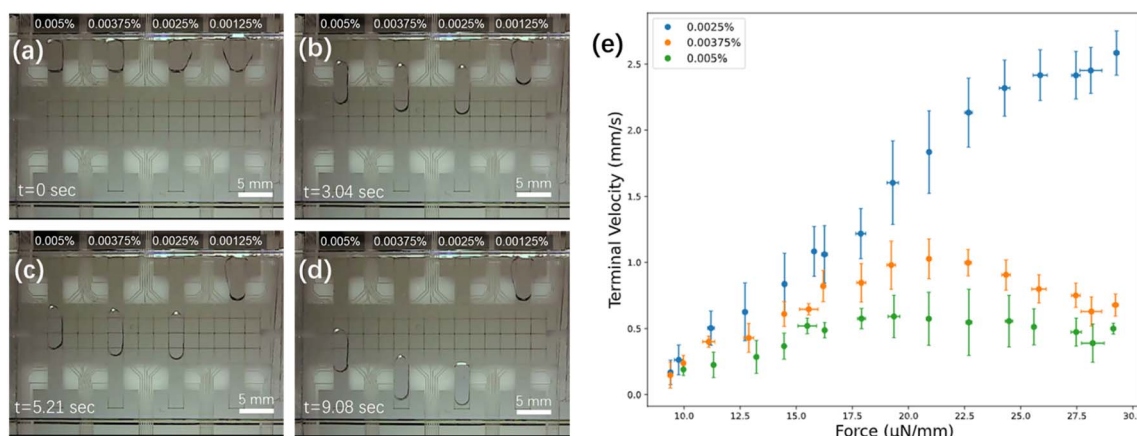 0.005% 0.00375% 0.0025% 0.00125%
(a)
t=0 sec
5 mm
0.005% 0.00375% 0.0025% 0.00125%
(b)
t=3.04 sec
5 mm
0.005% 0.00375% 0.0025% 0.00125%
(c)
t=5.21 sec
5 mm
0.005% 0.00375% 0.0025% 0.00125%
(d)
t=9.08 sec
5 mm
(e)
0.0025%
0.00375%
0.005%
Terminal Velocity (mm/s)
2.5
2.0
1.5
1.0
0.5
0.0
10.0 12.5 15.0 17.5 20.0 22.5 25.0 27.5 30.
Force (μN/mm)